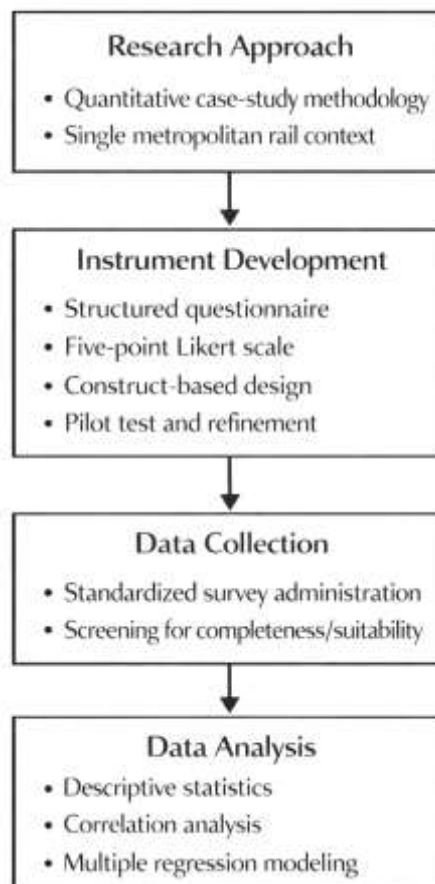 Research Approach
• Quantitative case-study methodology
• Single metropolitan rail context
Instrument Development
• Structured questionnaire
• Five-point Likert scale
• Construct-based design
• Pilot test and refinement
Data Collection
• Standardized survey administration
• Screening for completeness/suitability
Data Analysis
• Descriptive statistics
• Correlation analysis
• Multiple regression modeling